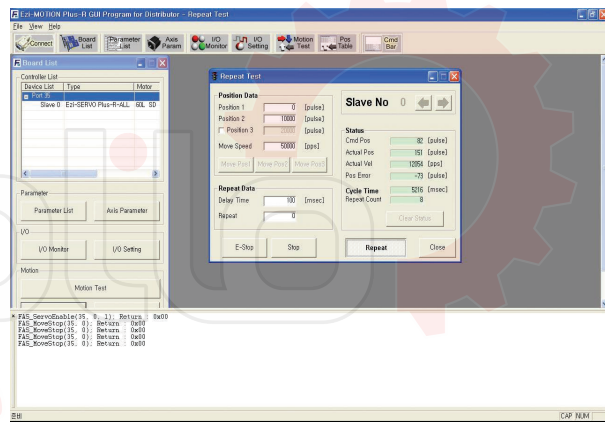 Ezi-MOTION Plus-R GUI Program for Distributor - Repeat Test
File View Help
Connect
Board List
Parameter List
Axis Param
I/O Monitor
I/O Setting
Motion Test
Pos Table
Cmd Bar
Board List
Controller List
Device List Type Motor
Port 35
Slave 0 Ezi-SERVO Plus-R-ALL 60L SD
Parameter
Parameter List Axis Parameter
I/O
I/O Monitor I/O Setting
Motion
Motion Test
Repeat Test
Position Data
Position 1 0 [pulse]
Position 2 10000 [pulse]
Position 3 20000 [pulse]
Move Speed 50000 [pps]
Move Pos1 Move Pos2 Move Pos3
Repeat Data
Delay Time 100 [msec]
Repeat 0
E-Stop Stop
Slave No 0
Status
Cmd Pos 82 [pulse]
Actual Pos 151 [pulse]
Actual Vel 12054 [pps]
Pos Error -73 [pulse]
Cycle Time 5216 [msec]
Repeat Count 8
Clear Status
Repeat Close
FAS_ServoEnable(35, 0, 1); Return : 0x00
FAS_MoveStop(35, 0); Return : 0x00
FAS_MoveStop(35, 0); Return : 0x00
FAS_MoveStop(35, 0); Return : 0x00
FAS_MoveStop(35, 0); Return : 0x00
준비 CAP NUM